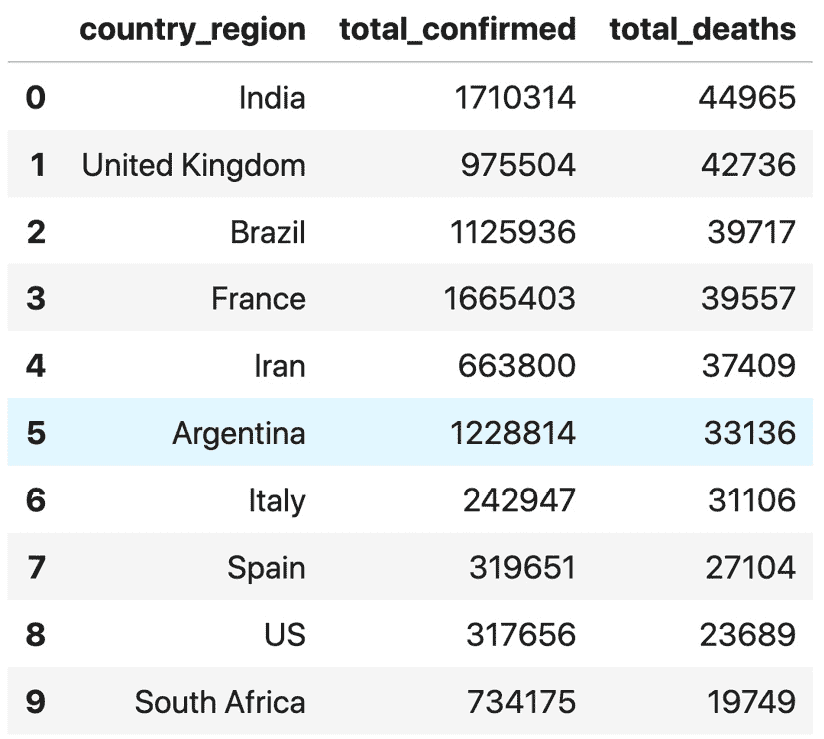 country_region total_confirmed total_deaths
0 India 1710314 44965
1 United Kingdom 975504 42736
2 Brazil 1125936 39717
3 France 1665403 39557
4 Iran 663800 37409
5 Argentina 1228814 33136
6 Italy 242947 31106
7 Spain 319651 27104
8 US 317656 23689
9 South Africa 734175 19749